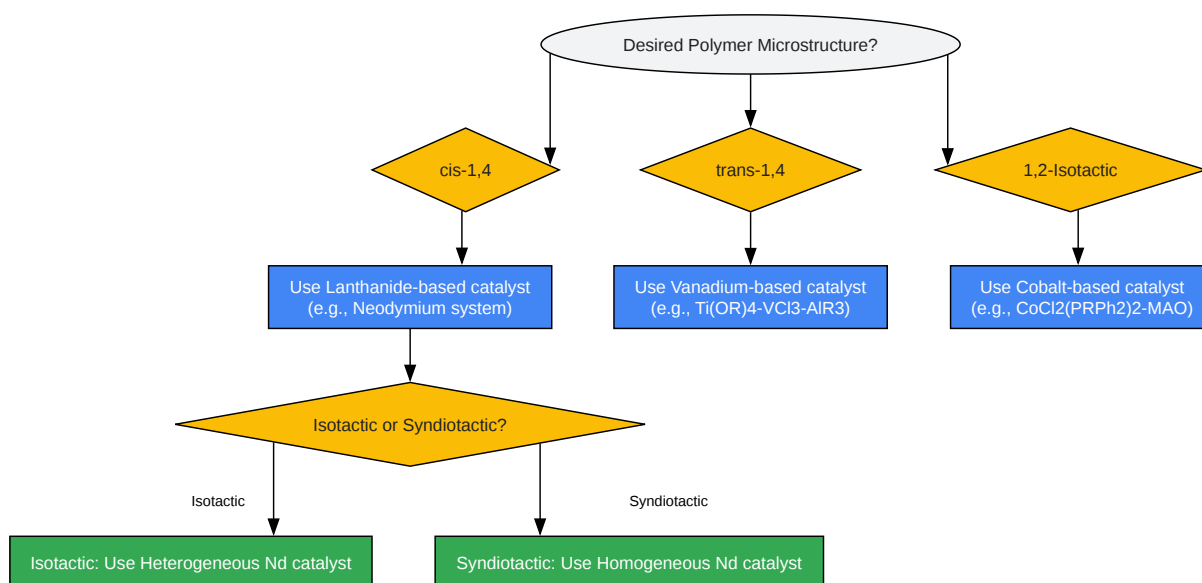 Desired Polymer Microstructure?
cis-1,4
trans-1,4
1,2-Isotactic
Use Lanthanide-based catalyst
(e.g., Neodymium system)
Use Vanadium-based catalyst
(e.g., Ti(OR)4-VCl3-AlR3)
Use Cobalt-based catalyst
(e.g., CoCl2(PRPh2)2-MAO)
Isotactic or Syndiotactic?
Isotactic
Syndiotactic
Isotactic: Use Heterogeneous Nd catalyst
Syndiotactic: Use Homogeneous Nd catalyst